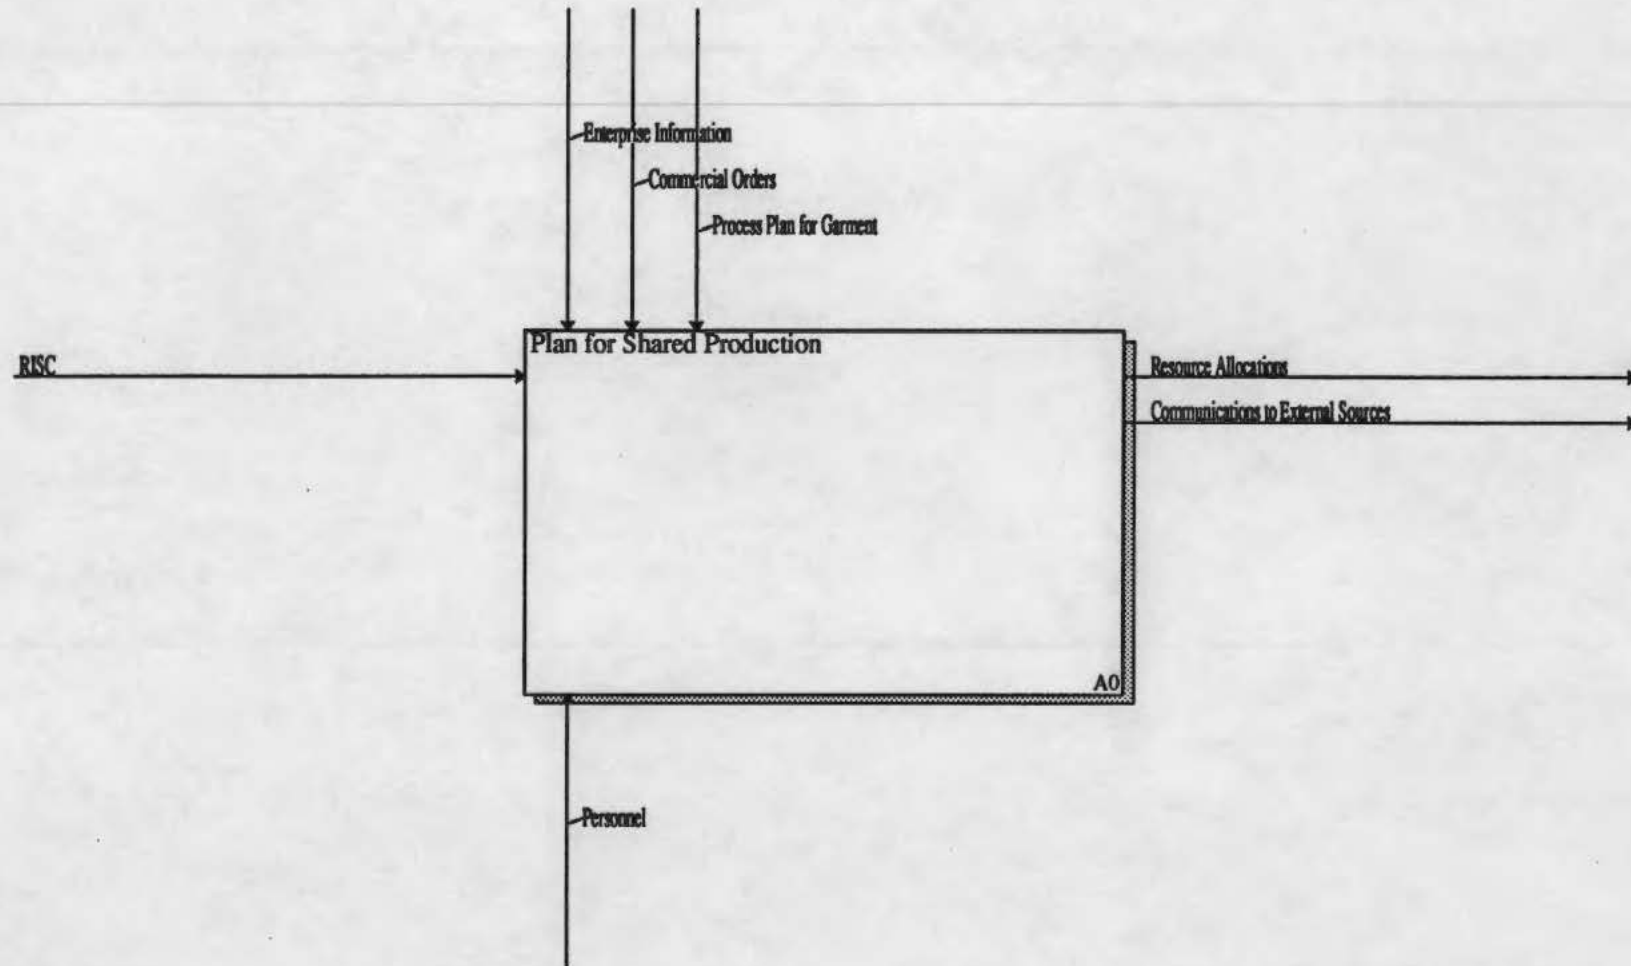 Enterprise Information
Commercial Orders
Process Plan for Garment
Plan for Shared Production
RISC
Resource Allocations
Communications to External Sources
A0
Personnel